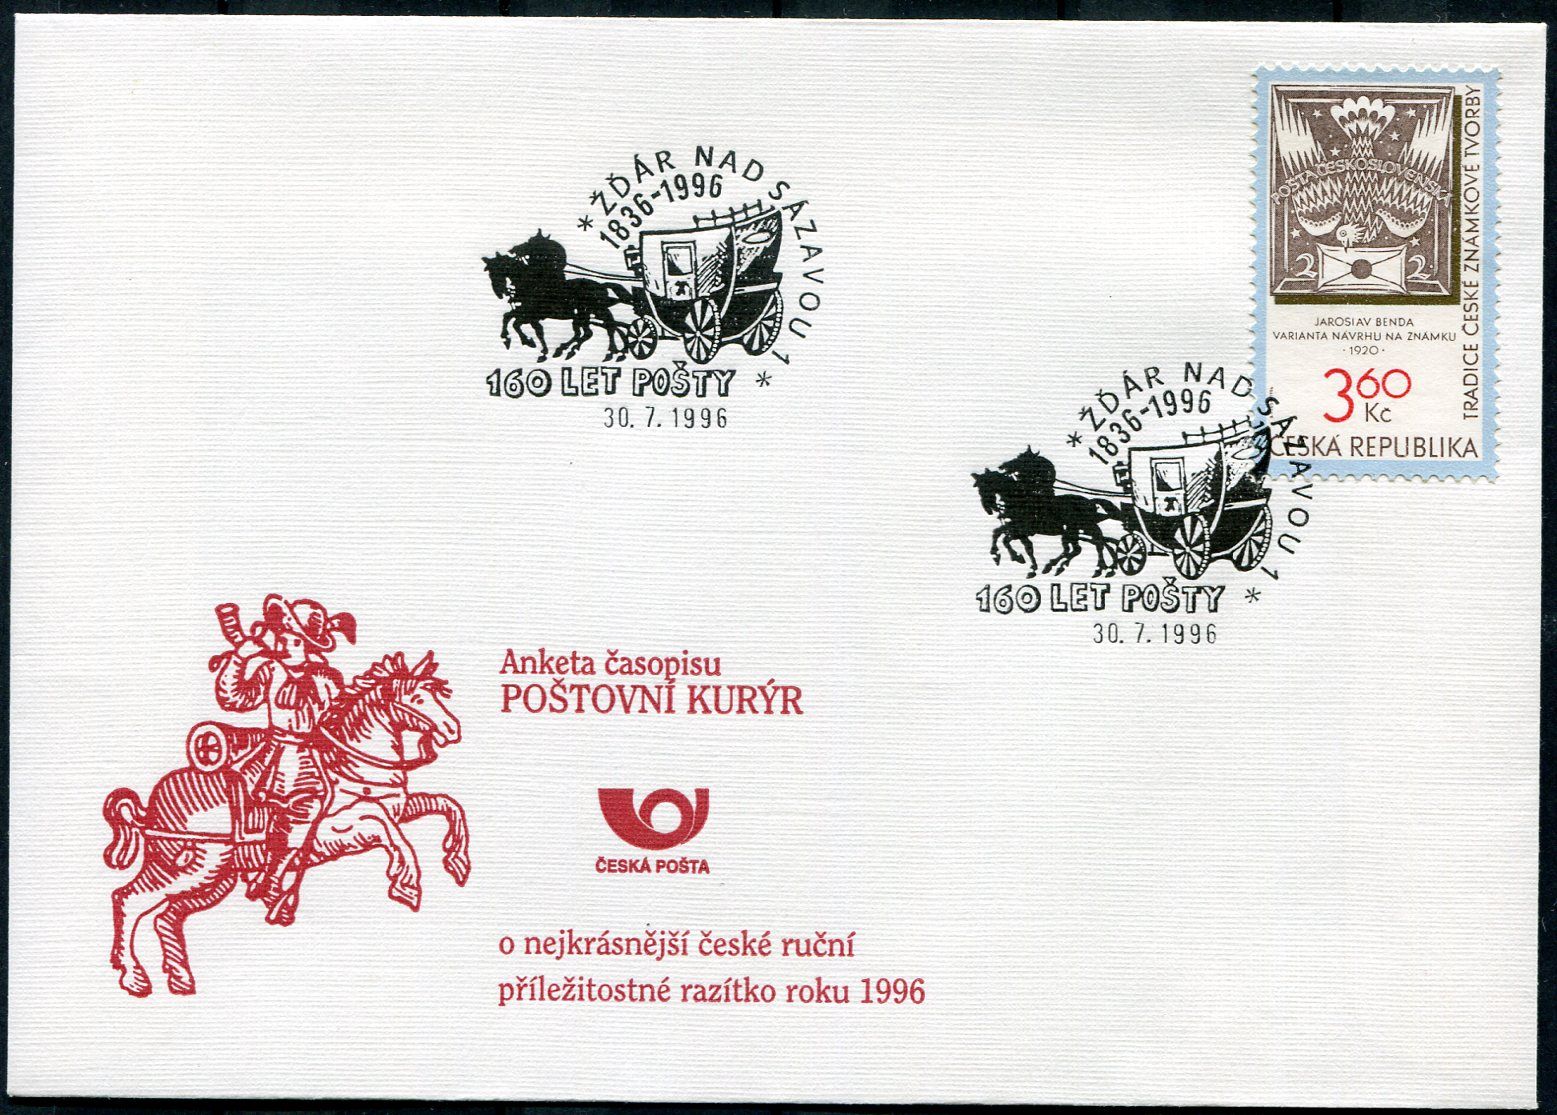 * ŽĎÁR NAD SÁZAVOU 1 *
1836-1996
160 LET POŠTY
30. 7. 1996
POŠTA ČESKOSLOVENSKÁ
2 2
JAROSLAV BENDA
VARIANTA NÁVRHU NA ZNÁMKU
· 1920 ·
3 60
Kč
ČESKÁ REPUBLIKA
TRADICE ČESKÉ ZNÁMKOVÉ TVORBY
* ŽĎÁR NAD SÁZAVOU 1 *
1836-1996
160 LET POŠTY
30. 7. 1996
Anketa časopisu
POŠTOVNÍ KURÝR
ČESKÁ POŠTA
o nejkrásnější české ruční
příležitostné razítko roku 1996